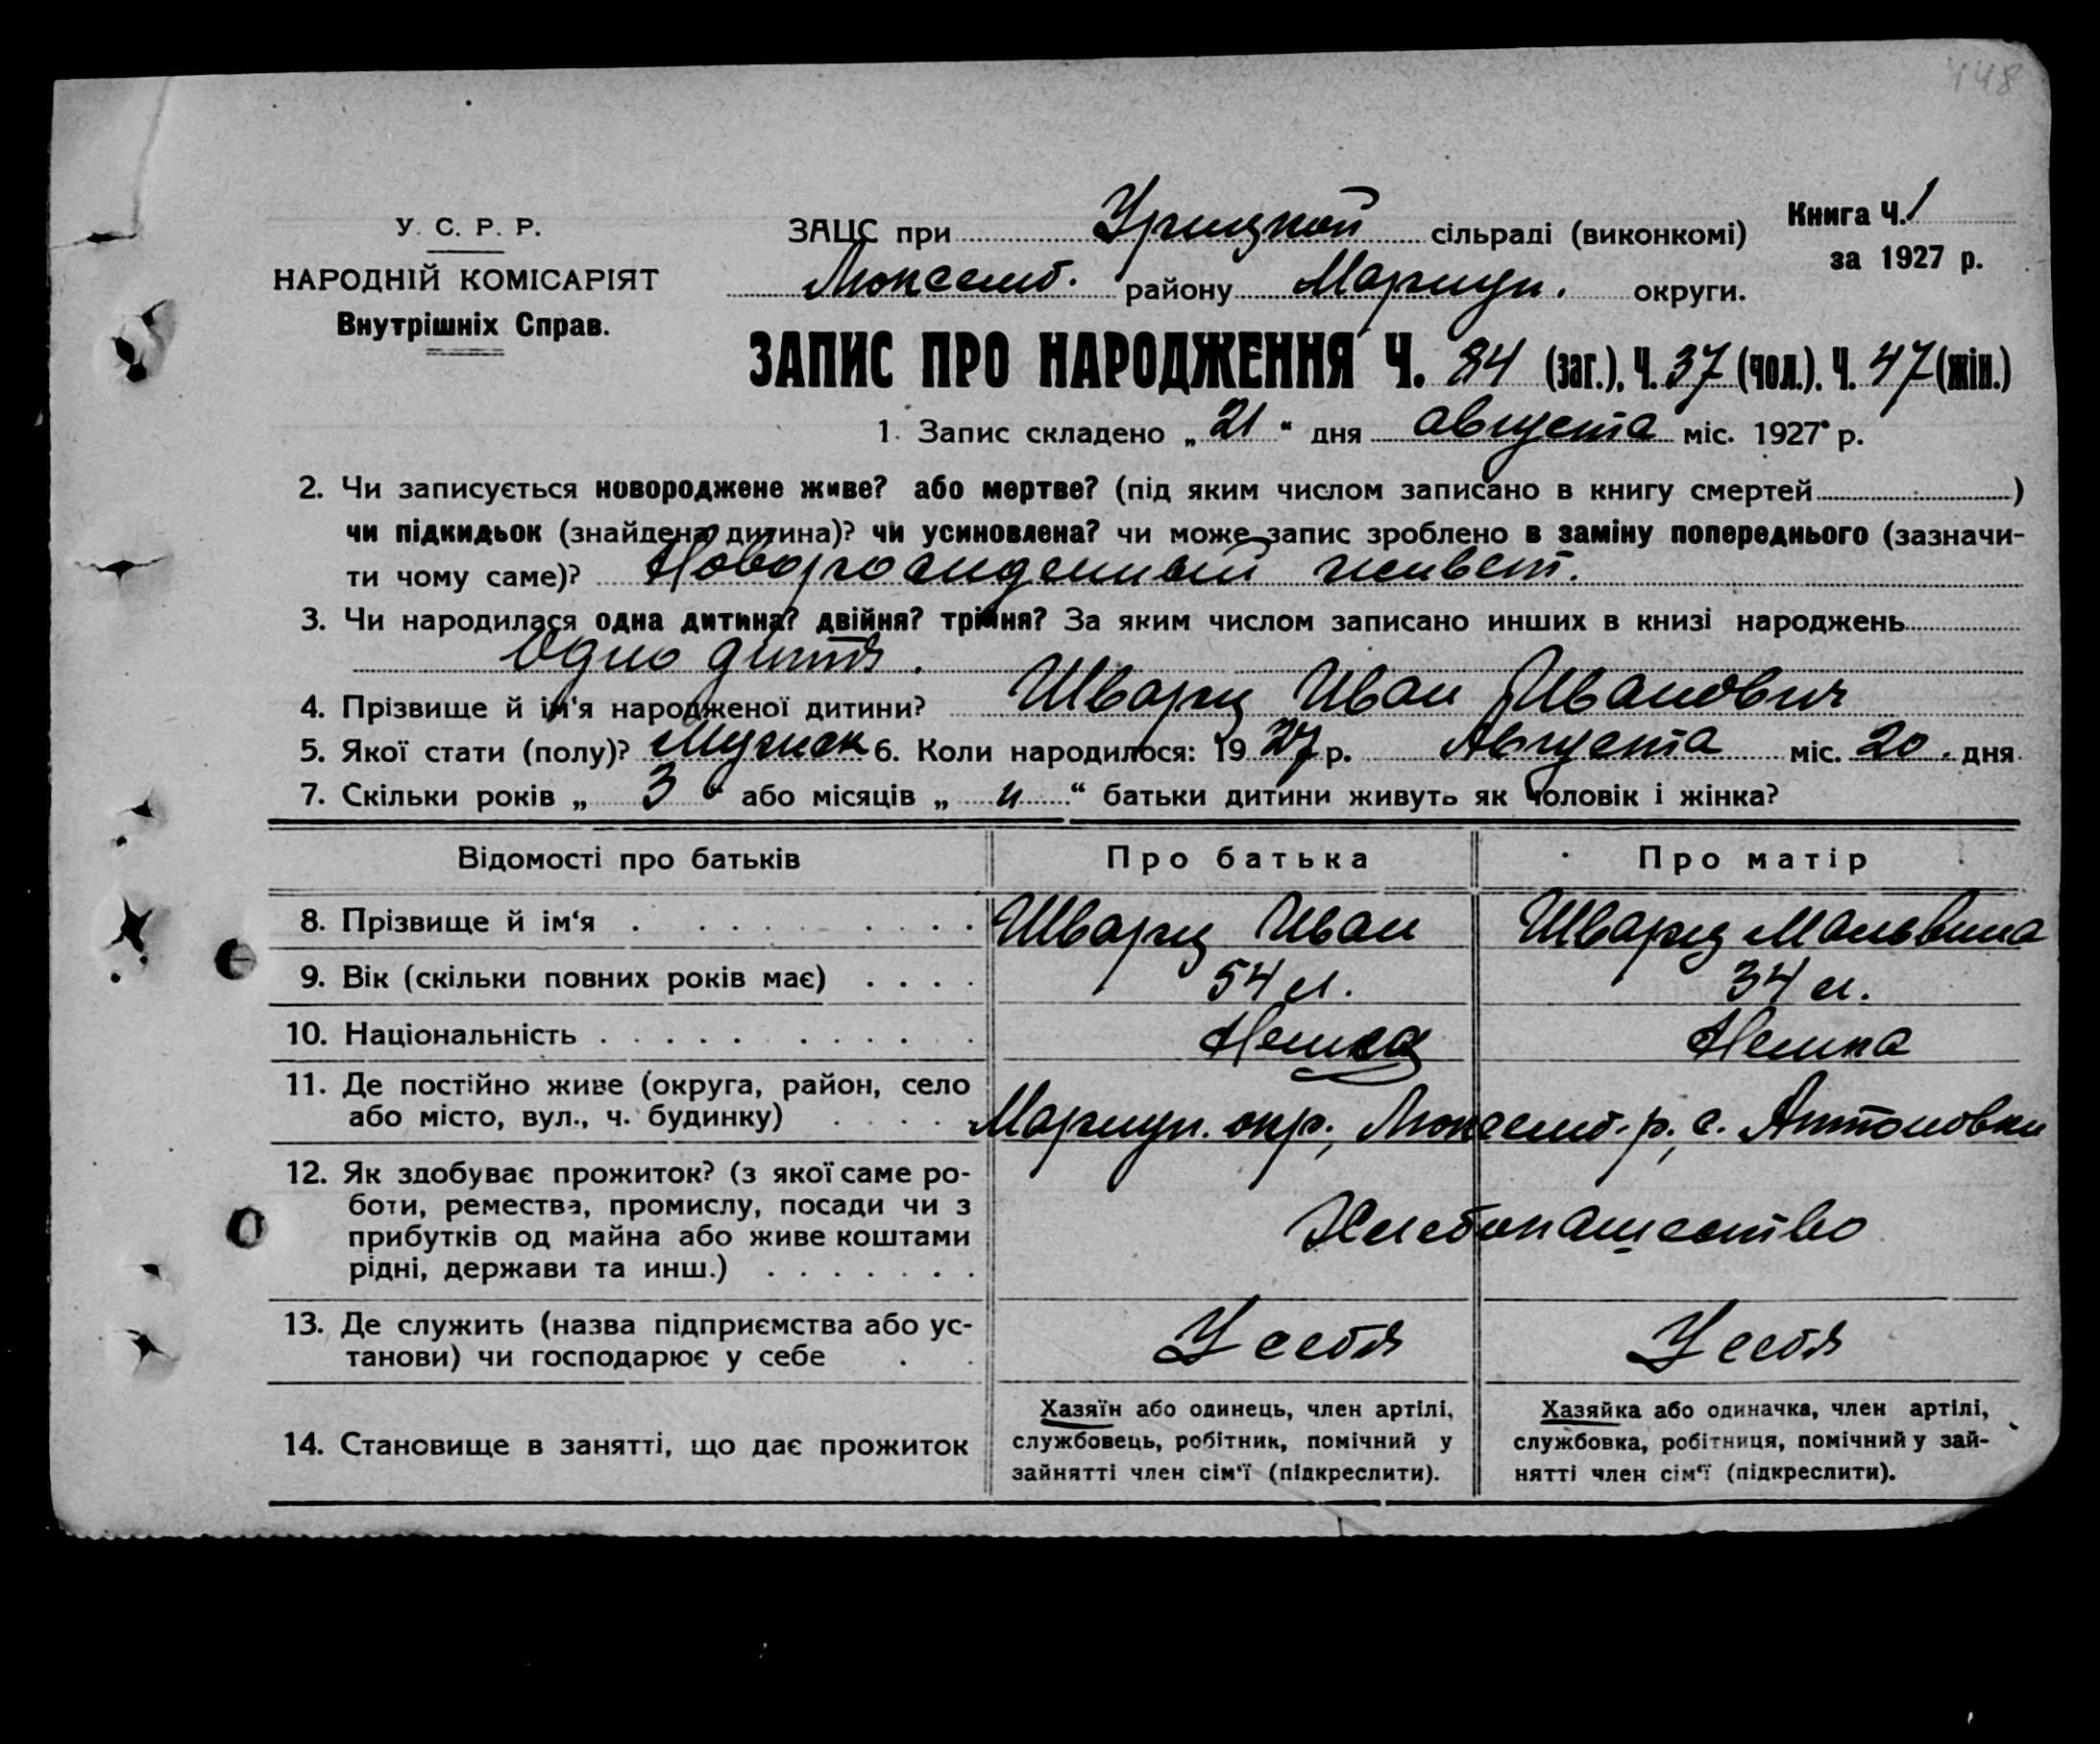 448
У. С. Р. Р.
НАРОДНІЙ КОМІСАРІЯТ
Внутрішніх Справ.
ЗАЦС при Урицкой сільраді (виконкомі)
Люксемб. району Мариуп. округи.
Книга Ч. 1
за 1927 р.
ЗАПИС ПРО НАРОДЖЕННЯ Ч. 84 (заг.), Ч. 37 (чол.). Ч. 47 (жін.)
1. Запис складено „ 21 “ дня августа міс. 1927 р.
2. Чи записується новороджене живе? або мертве? (під яким числом записано в книгу смертей )
чи підкидьок (знайдена дитина)? чи усиновлена? чи може запис зроблено в заміну попереднього (зазначи-
ти чому саме)? Новорожденный живет.
3. Чи народилася одна дитина? двійня? трійня? За яким числом записано инших в книзі народжень
Одно дитя.
4. Прізвище й ім'я народженої дитини? Шварц Иван Иванович
5. Якої стати (полу)? Мужск 6. Коли народилося: 1927 р. Августа міс. 20. дня
7. Скільки років „ 3 “ або місяців „ “ батьки дитини живуть як чоловік і жінка?
Відомості про батьків Про батька Про матір
8. Прізвище й ім'я . . . . . . . . . Шварц Иван Шварц Мальвина
9. Вік (скільки повних років має) . . . . 54 л. 34 л.
10. Національність . . . . . . . . . . . . Немец Немка
11. Де постійно живе (округа, район, село
або місто, вул., ч. будинку) . . . . Мариуп. окр., Люксемб. р., с. Антоновки
12. Як здобуває прожиток? (з якої саме ро-
боти, ремества, промислу, посади чи з
прибутків од майна або живе коштами
рідні, держави та инш.) . . . . . . .
Хлебопашество
13. Де служить (назва підприємства або ус-
танови) чи господарює у себе . .
У себя У себя
14. Становище в занятті, що дає прожиток
Хазяїн або одинець, член артілі,
службовець, робітник, помічний у
зайнятті член сім'ї (підкреслити).
Хазяйка або одиначка, член артілі,
службовка, робітниця, помічний у зай-
нятті член сім'ї (підкреслити).